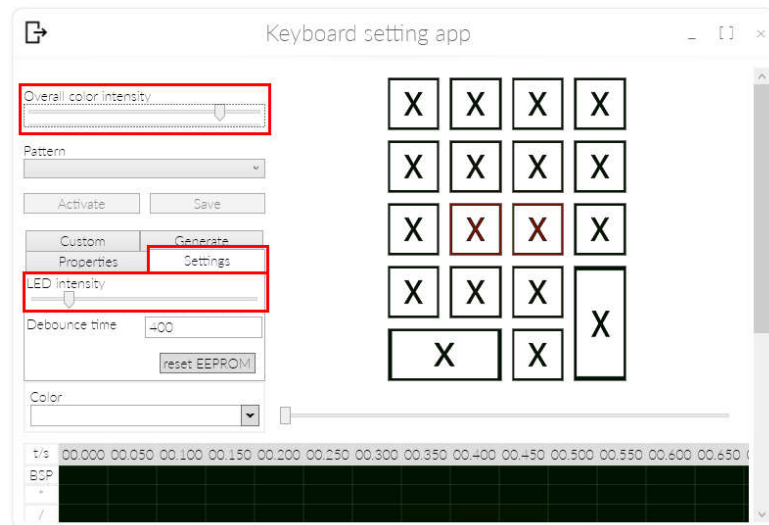 Keyboard setting app
Overall color intensity
Pattern
Activate Save
Custom Generate
Properties Settings
LED intensity
Debounce time 400
reset EEPROM
Color
X X X X
X X X X
X X X X
X X X
X
X X
t/s 00.000 00.050 00.100 00.150 00.200 00.250 00.300 00.350 00.400 00.450 00.500 00.550 00.600 00.650
BSP
*
/